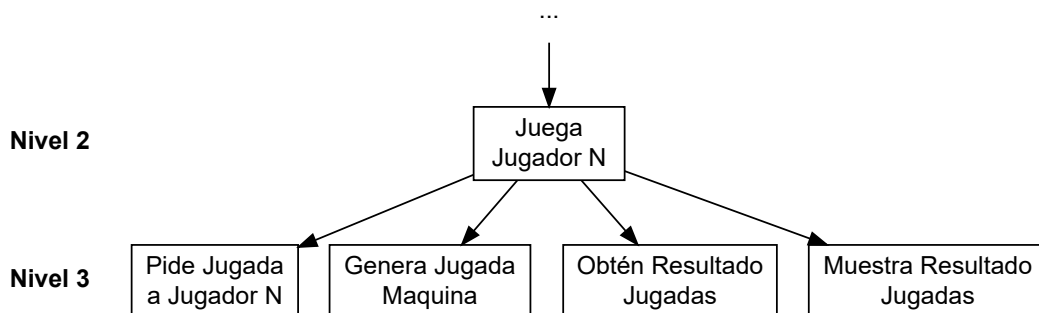 ...
Nivel 2
Juega
Jugador N
Nivel 3
Pide Jugada
a Jugador N
Genera Jugada
Maquina
Obtén Resultado
Jugadas
Muestra Resultado
Jugadas